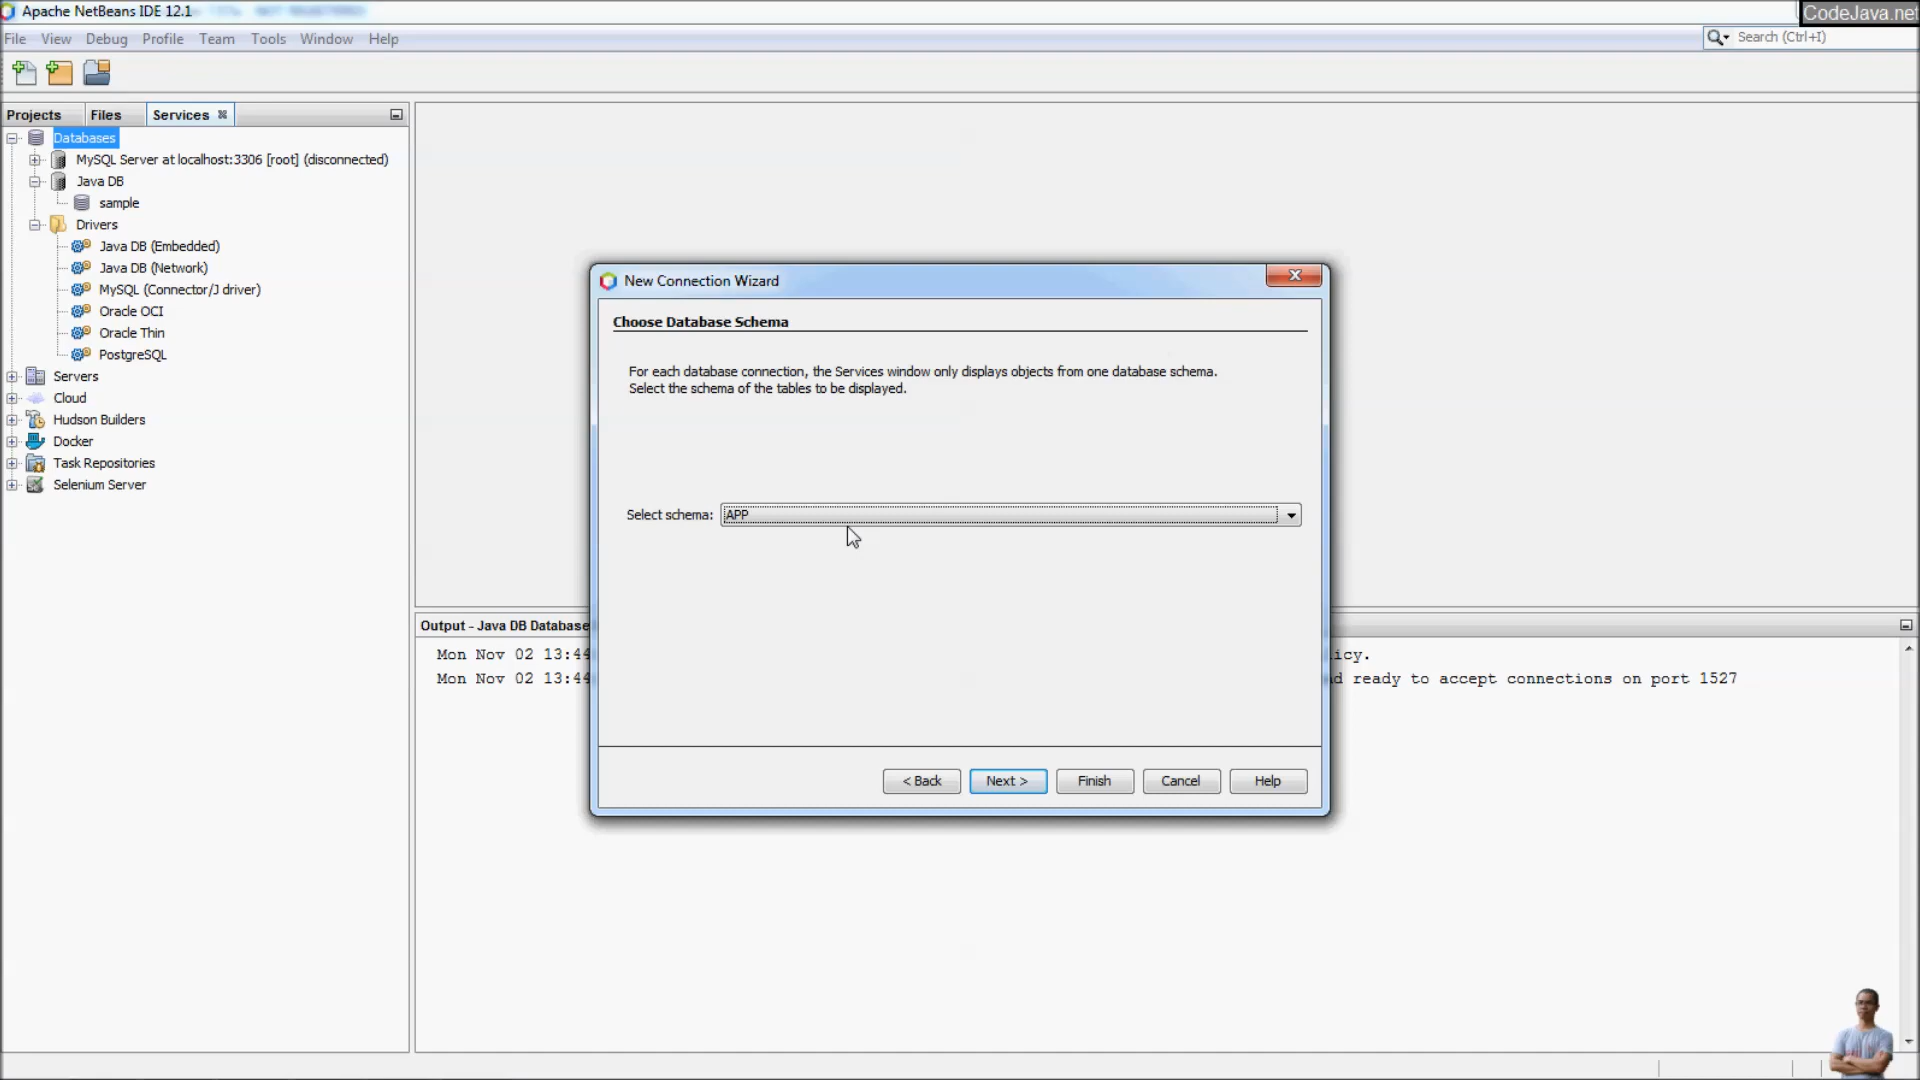 Apache NetBeans IDE 12.1
CodeJava.net
File View Debug Profile Team Tools Window Help
Search (Ctrl+I)
Projects Files Services
Databases
MySQL Server at localhost:3306 [root] (disconnected)
Java DB
sample
Drivers
Java DB (Embedded)
Java DB (Network)
MySQL (Connector/J driver)
Oracle OCI
Oracle Thin
PostgreSQL
Servers
Cloud
Hudson Builders
Docker
Task Repositories
Selenium Server
New Connection Wizard
Choose Database Schema
For each database connection, the Services window only displays objects from one database schema.
Select the schema of the tables to be displayed.
Select schema: APP
< Back Next > Finish Cancel Help
Output - Java DB Database
Mon Nov 02 13:44 icy.
Mon Nov 02 13:44 d ready to accept connections on port 1527